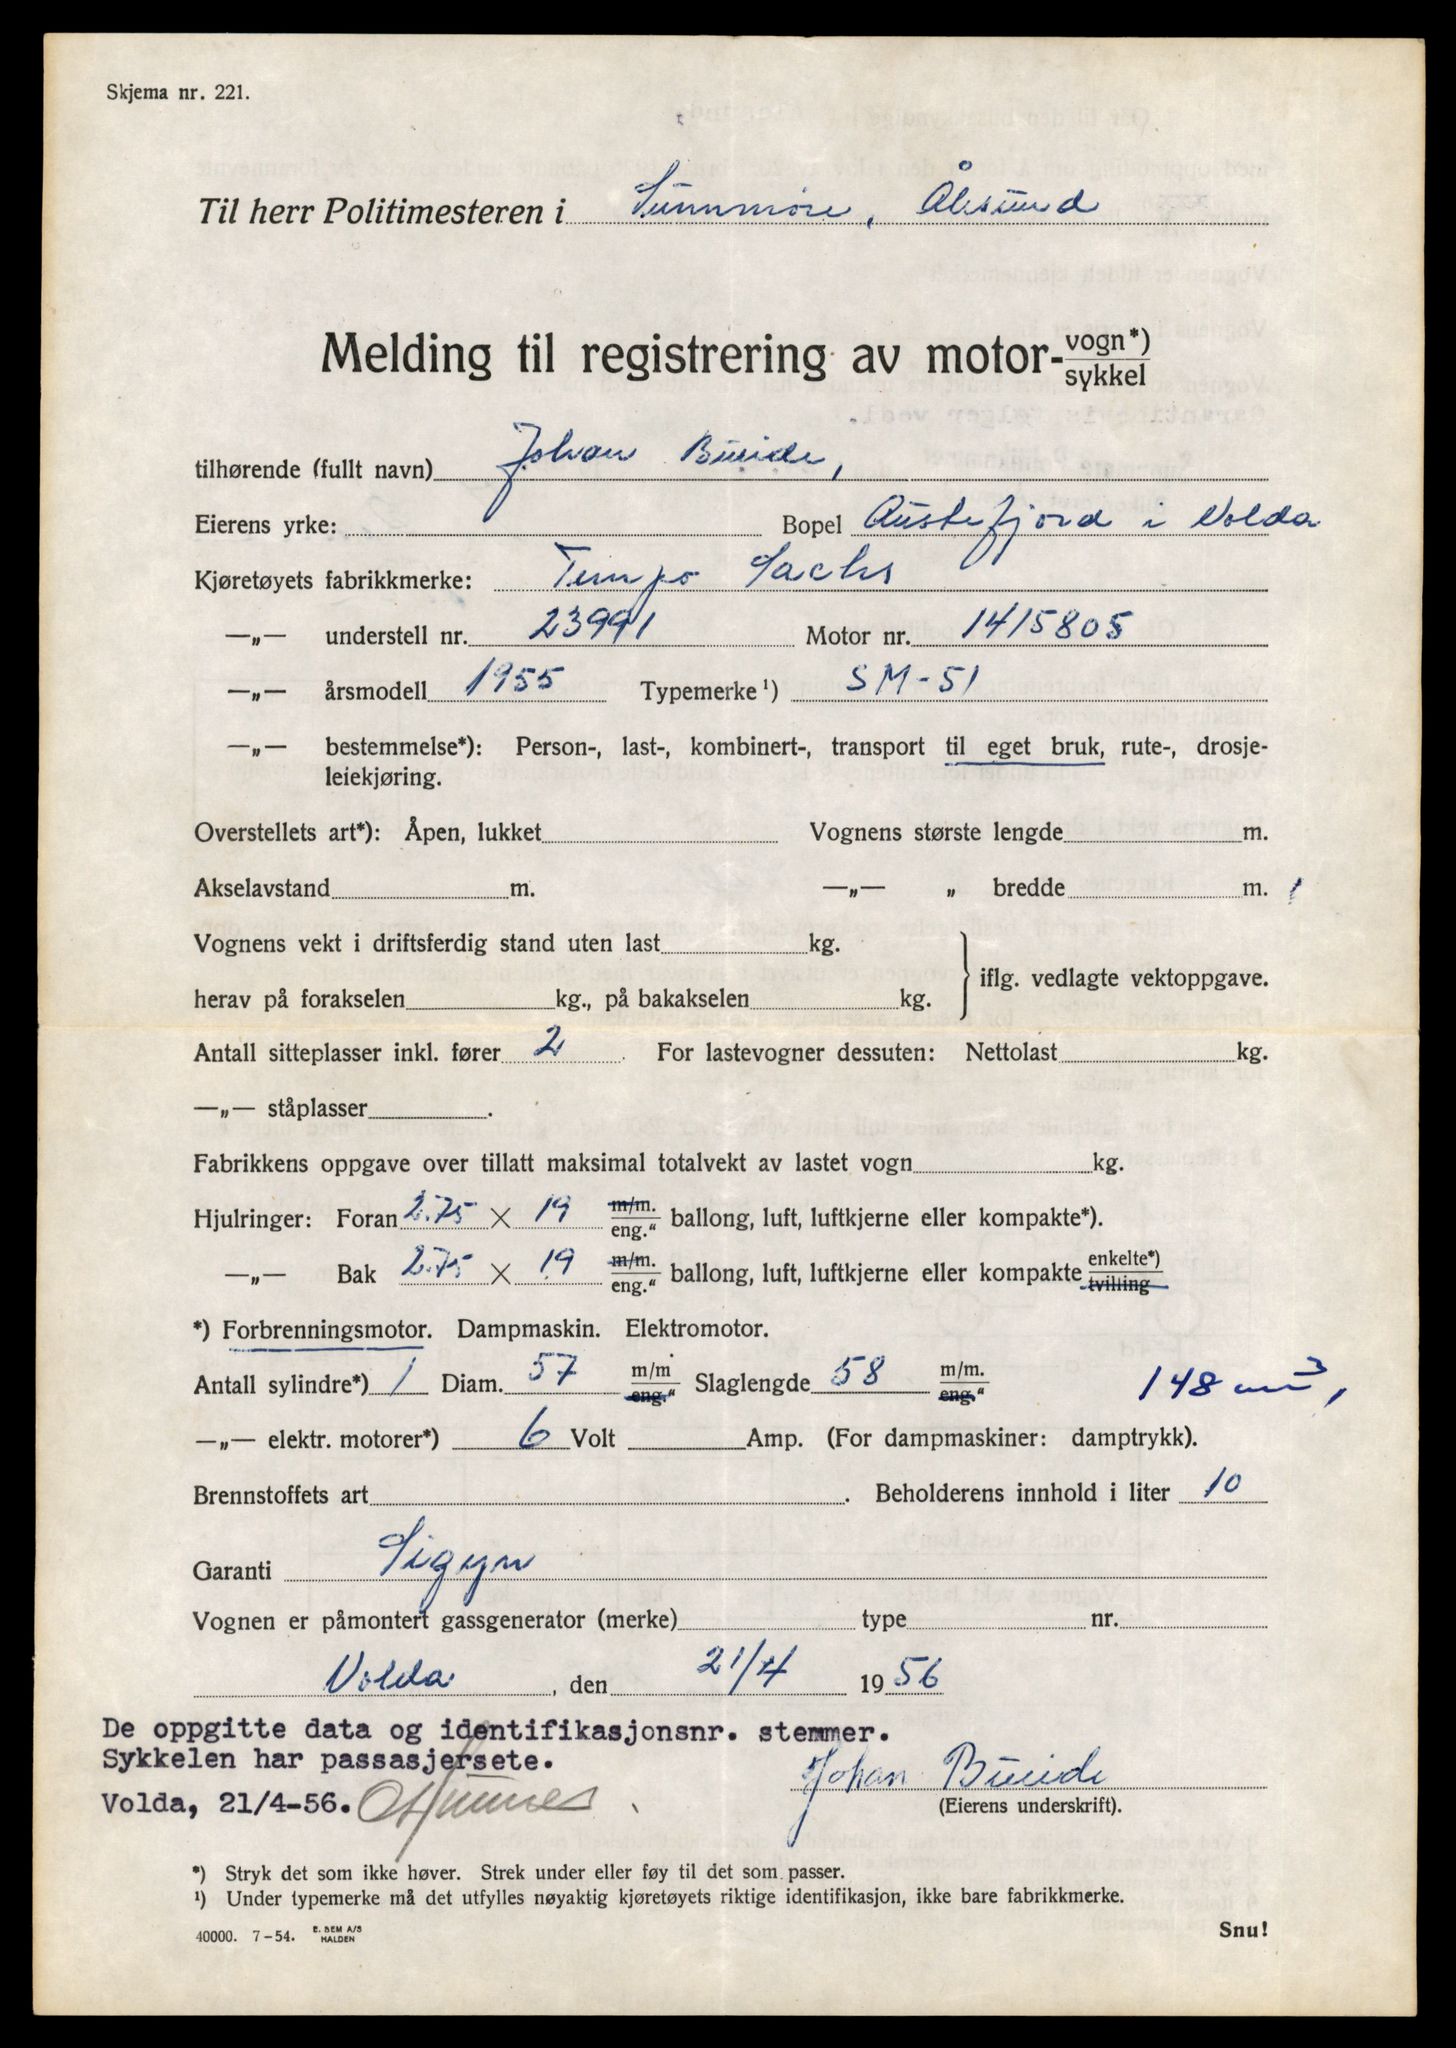 Skjema nr. 221.
Til herr Politimesteren i Sunnmøre, Ålesund
Melding til registrering av motor-vogn*)
sykkel
tilhørende (fullt navn) Johan Buuide,
Eierens yrke: Bopel Austefjord i Volda
Kjøretøyets fabrikkmerke: Tempo Sachs
—„— understell nr. 23991 Motor nr. 1415805
—„— årsmodell 1955 Typemerke ¹) SM-51
—„— bestemmelse*): Person-, last-, kombinert-, transport til eget bruk, rute-, drosje-
leiekjøring.
Overstellets art*): Åpen, lukket Vognens største lengde m.
Akselavstand m. —„— „ bredde m.
Vognens vekt i driftsferdig stand uten last kg.
iflg. vedlagte vektoppgave.
herav på forakselen kg., på bakakselen kg.
Antall sitteplasser inkl. fører 2 For lastevogner dessuten: Nettolast kg.
—„— ståplasser .
Fabrikkens oppgave over tillatt maksimal totalvekt av lastet vogn kg.
Hjulringer: Foran 2.75 × 19 m/m. eng.“ ballong, luft, luftkjerne eller kompakte*).
—„— Bak 2.75 × 19 m/m. eng.“ ballong, luft, luftkjerne eller kompakte enkelte*) tvilling
*) Forbrenningsmotor. Dampmaskin. Elektromotor.
Antall sylindre*) 1 Diam. 57 m/m eng.“ Slaglengde 58 m/m. eng.“ 148 cm³,
—„— elektr. motorer*) 6 Volt Amp. (For dampmaskiner: damptrykk).
Brennstoffets art . Beholderens innhold i liter 10
Garanti Sigyn
Vognen er påmontert gassgenerator (merke) type nr.
Volda, den 21/4 1956
De oppgitte data og identifikasjonsnr. stemmer.
Sykkelen har passasjersete.
Volda, 21/4-56.
Johan Buuide
(Eierens underskrift).
*) Stryk det som ikke høver. Strek under eller føy til det som passer.
¹) Under typemerke må det utfylles nøyaktig kjøretøyets riktige identifikasjon, ikke bare fabrikkmerke.
40000. 7–54. E. SEM A/S HALDEN
Snu!